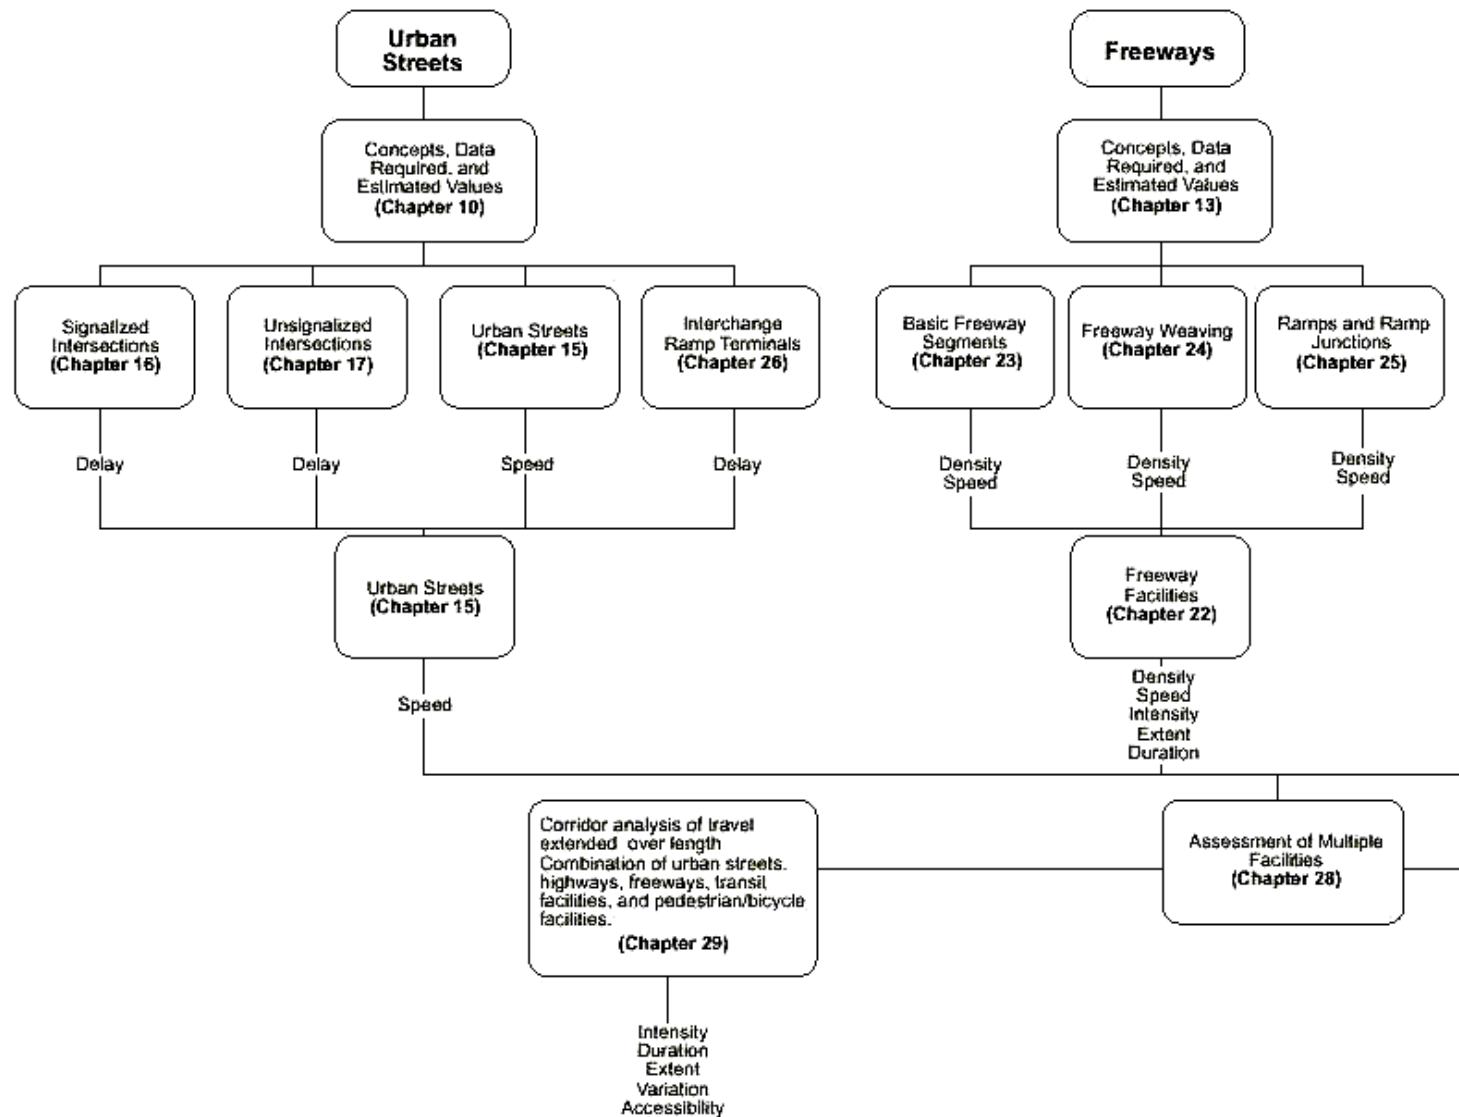 Urban
Streets
Freeways
Concepts, Data
Required, and
Estimated Values
(Chapter 10)
Concepts, Data
Required, and
Estimated Values
(Chapter 13)
Signalized
Intersections
(Chapter 16)
Unsignalized
Intersections
(Chapter 17)
Urban Streets
(Chapter 15)
Interchange
Ramp Terminals
(Chapter 26)
Basic Freeway
Segments
(Chapter 23)
Freeway Weaving
(Chapter 24)
Ramps and Ramp
Junctions
(Chapter 25)
Delay
Delay
Speed
Delay
Density
Speed
Density
Speed
Density
Speed
Urban Streets
(Chapter 15)
Freeway
Facilities
(Chapter 22)
Speed
Density
Speed
Intensity
Extent
Duration
Corridor analysis of travel
extended over length
Combination of urban streets,
highways, freeways, transit
facilities, and pedestrian/bicycle
facilities.
(Chapter 29)
Assessment of Multiple
Facilities
(Chapter 28)
Intensity
Duration
Extent
Variation
Accessibility